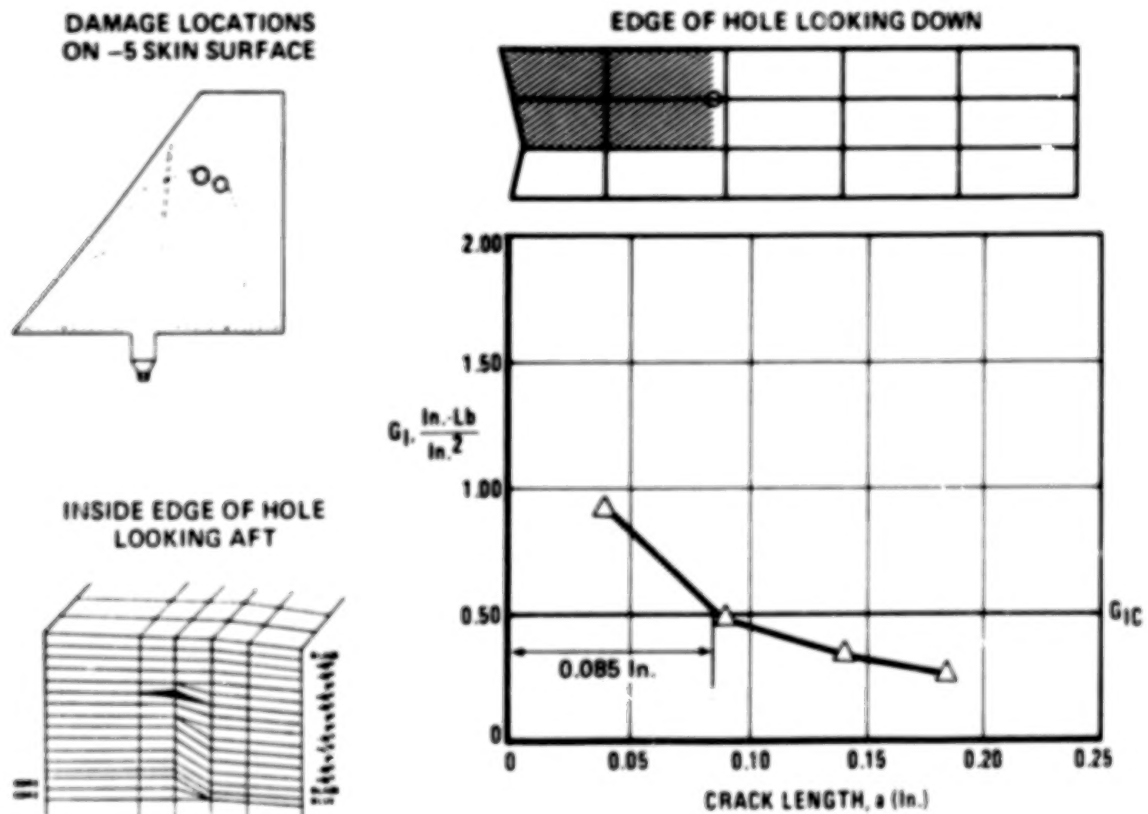 DAMAGE LOCATIONS
ON -5 SKIN SURFACE
EDGE OF HOLE LOOKING DOWN
INSIDE EDGE OF HOLE
LOOKING AFT
2.00
1.50
1.00
0.50
0
G_I, In.-Lb
In.²
G_IC
0.085 In.
0 0.05 0.10 0.15 0.20 0.25
CRACK LENGTH, a (In.)